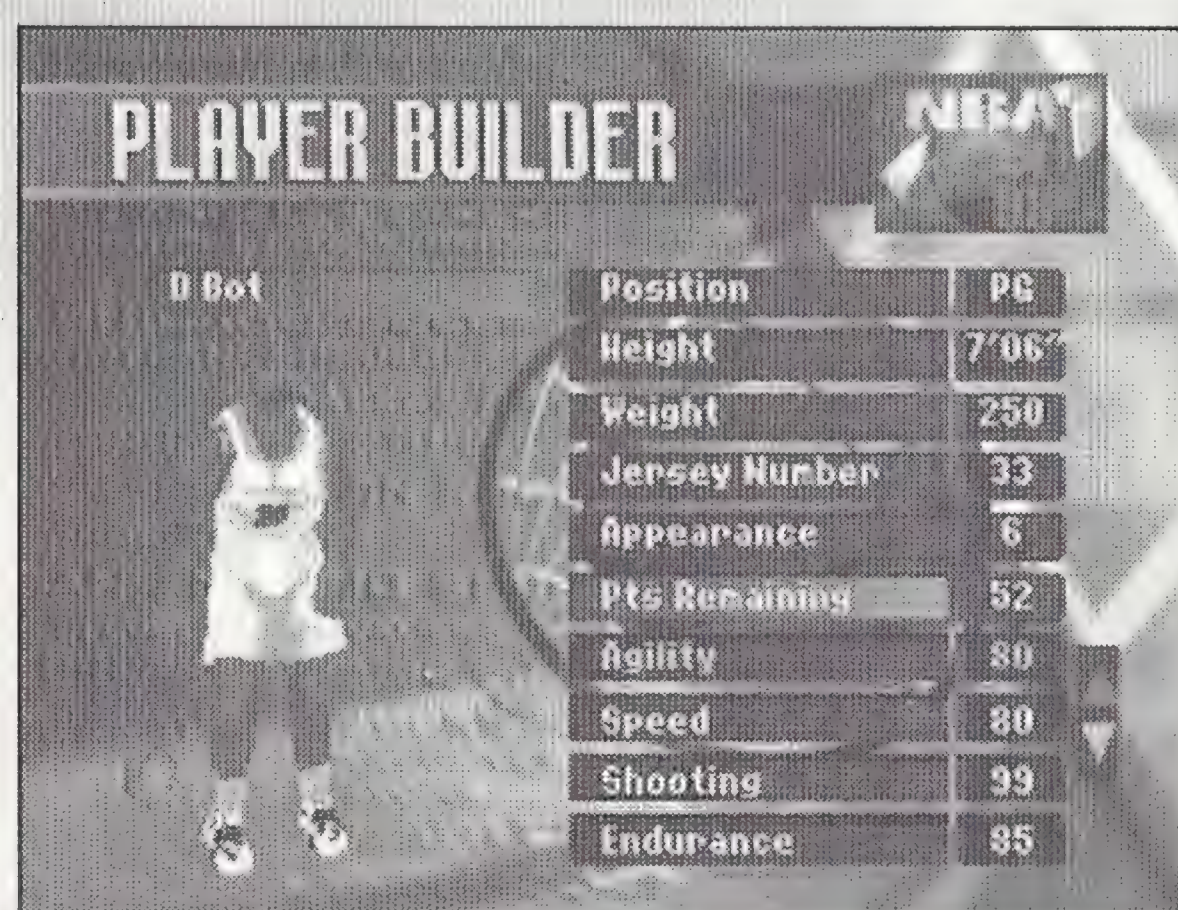 PLAYER BUILDER
NBA
D Bot
Position PG
Height 7'06"
Weight 250
Jersey Number 33
Appearance 6
Pts Remaining 52
Agility 80
Speed 80
Shooting 99
Endurance 85